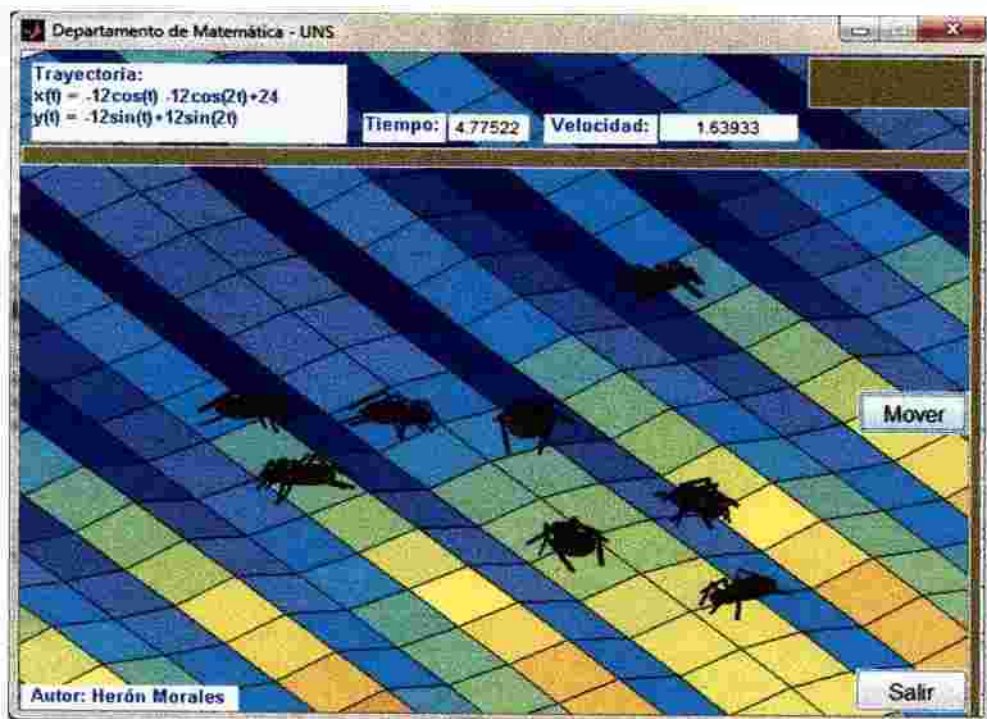 Departamento de Matemática - UNS
Trayectoria:
x(t) = -12cos(t) -12cos(2t)+24
y(t) = -12sin(t)+12sin(2t)
Tiempo: 4.77522 Velocidad: 1.63933
Mover
Autor: Herón Morales
Salir